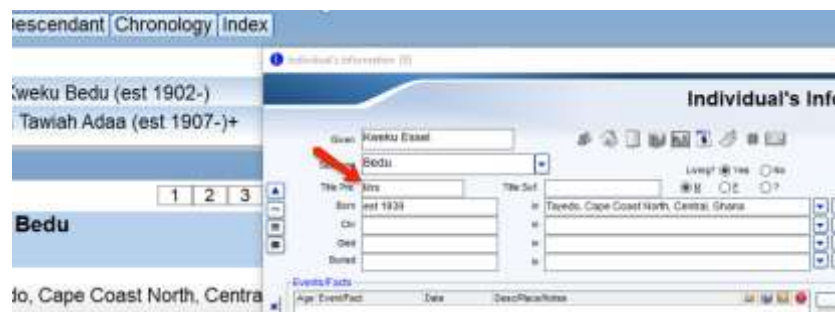 Descendant Chronology Index
Kweku Bedu (est 1902-)
Tawiah Adaa (est 1907-)+
1 2 3
Bedu
do, Cape Coast North, Centra
Individual's Information
Individual's Info
Given Kweku Essel
Bedu
Living? Yes No
Title Pre. Mrs Title Suf.
M F ?
Born est 1939 in Tayedo, Cape Coast North, Central, Ghana
Chr in
Died in
Buried in
Events/Facts
Age Event/Fact Date Desc/Place/Notes